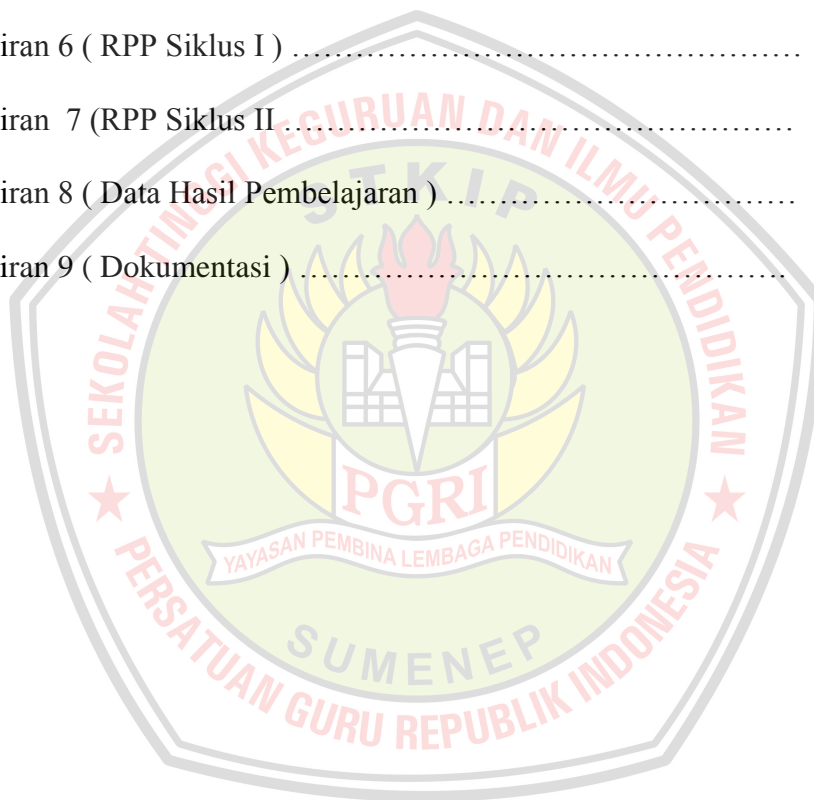 iran 6 ( RPP Siklus I ) ……………………………………………
iran  7 (RPP Siklus II ……………………………………………
iran 8 ( Data Hasil Pembelajaran ) ……………………………
iran 9 ( Dokumentasi ) ………………………………………….
SEKOLAH TINGGI KEGURUAN DAN ILMU PENDIDIKAN
STKIP
PGRI
YAYASAN PEMBINA LEMBAGA PENDIDIKAN
SUMENEP
★ PERSATUAN GURU REPUBLIK INDONESIA ★